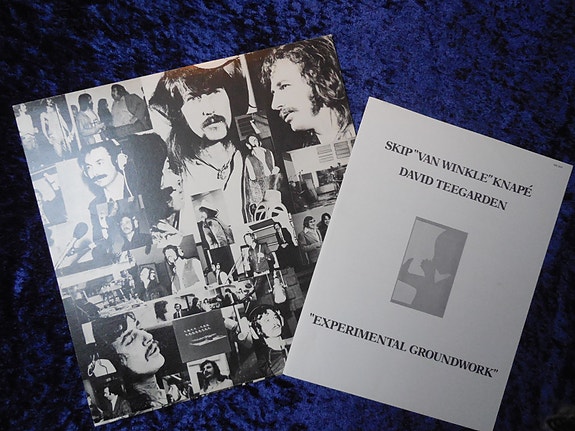 SKIP "VAN WINKLE" KNAPÉ
DAVID TEEGARDEN
"EXPERIMENTAL GROUNDWORK"